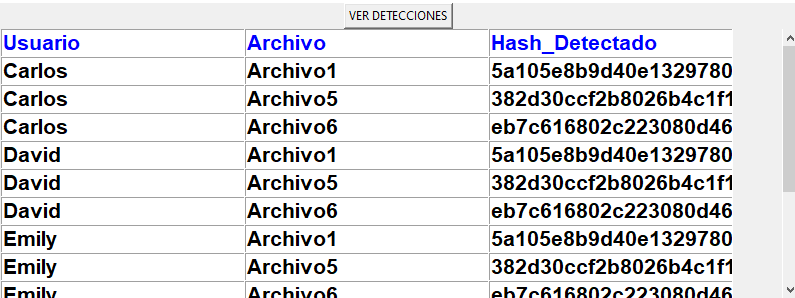 VER DETECCIONES
Usuario Archivo Hash_Detectado
Carlos Archivo1 5a105e8b9d40e1329780
Carlos Archivo5 382d30ccf2b8026b4c1f1
Carlos Archivo6 eb7c616802c223080d46
David Archivo1 5a105e8b9d40e1329780
David Archivo5 382d30ccf2b8026b4c1f1
David Archivo6 eb7c616802c223080d46
Emily Archivo1 5a105e8b9d40e1329780
Emily Archivo5 382d30ccf2b8026b4c1f1
Emily Archivo6 eb7c616802c223080d46